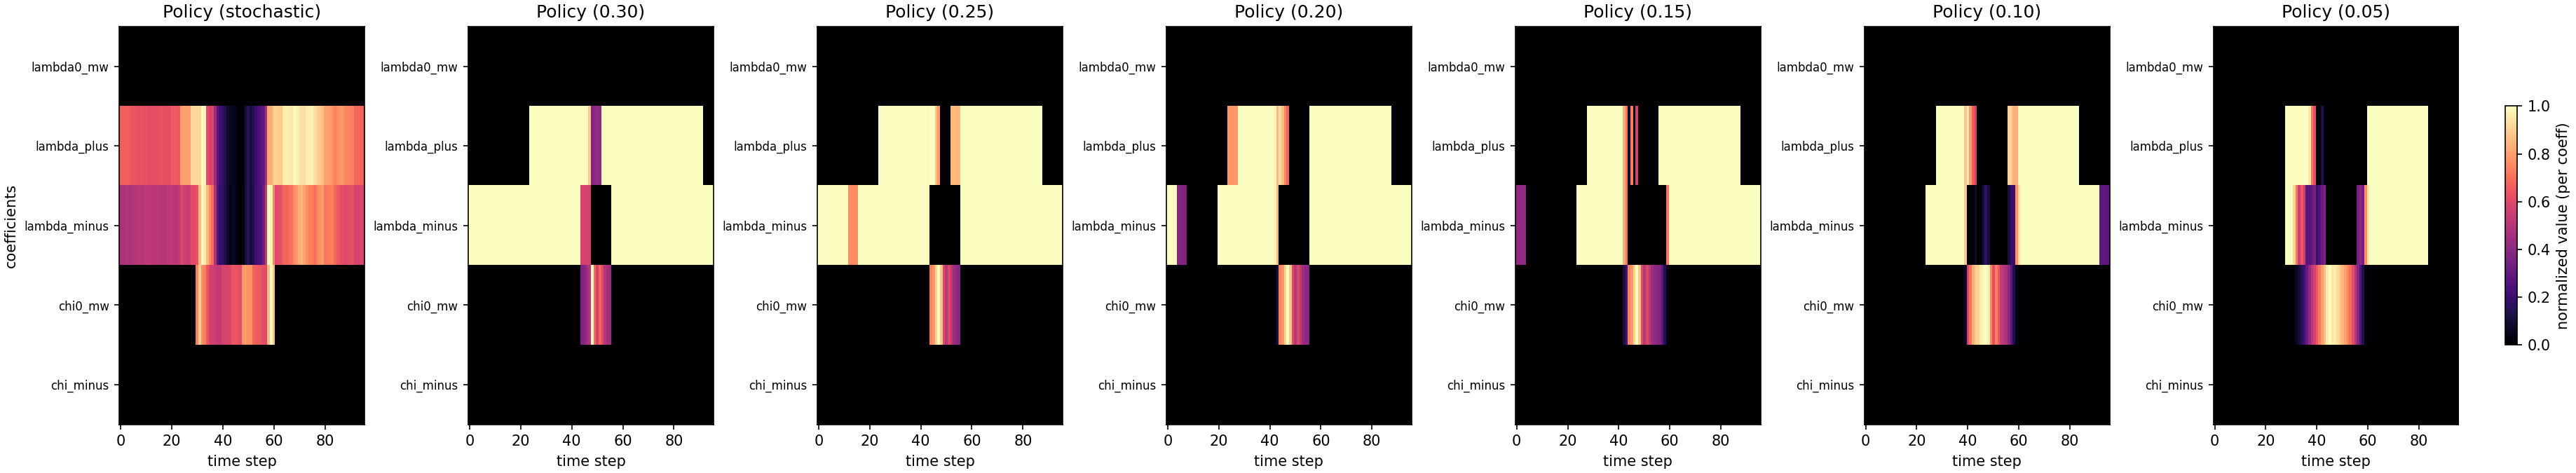 Policy (stochastic)
lambda0_mw
lambda_plus
lambda_minus
chi0_mw
chi_minus
coefficients
0 20 40 60 80
time step
Policy (0.30)
lambda0_mw
lambda_plus
lambda_minus
chi0_mw
chi_minus
0 20 40 60 80
time step
Policy (0.25)
lambda0_mw
lambda_plus
lambda_minus
chi0_mw
chi_minus
0 20 40 60 80
time step
Policy (0.20)
lambda0_mw
lambda_plus
lambda_minus
chi0_mw
chi_minus
0 20 40 60 80
time step
Policy (0.15)
lambda0_mw
lambda_plus
lambda_minus
chi0_mw
chi_minus
0 20 40 60 80
time step
Policy (0.10)
lambda0_mw
lambda_plus
lambda_minus
chi0_mw
chi_minus
0 20 40 60 80
time step
Policy (0.05)
lambda0_mw
lambda_plus
lambda_minus
chi0_mw
chi_minus
0 20 40 60 80
time step
1.0
0.8
0.6
0.4
0.2
0.0
normalized value (per coeff)